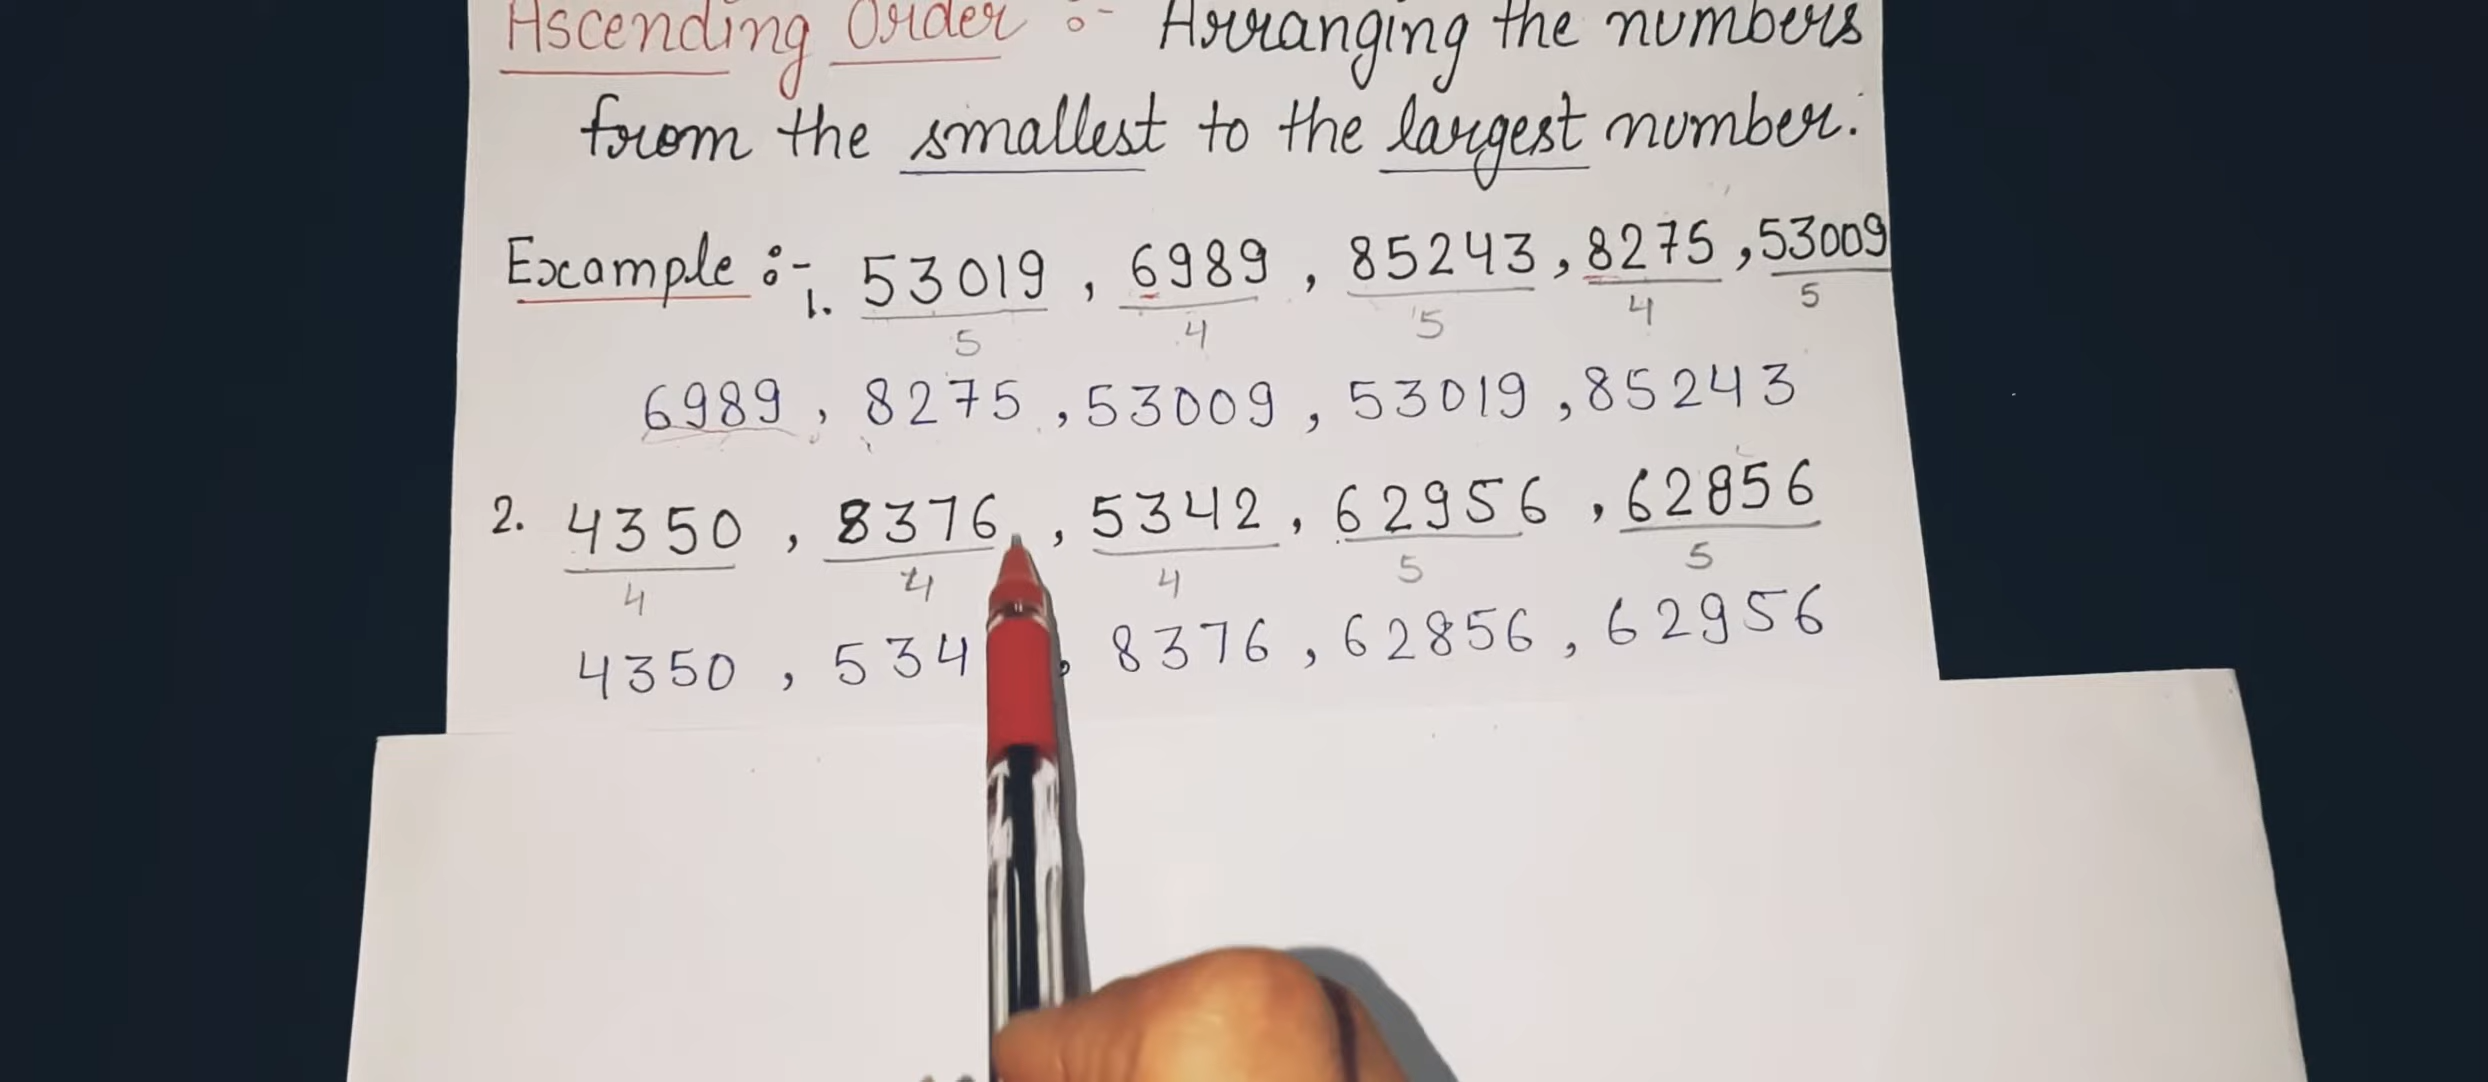 Ascending Order :- Arranging the numbers
from the smallest to the largest number.
Example :- 1. 53019, 6989, 85243, 8275, 53009
5 4 5 4 5
6989, 8275, 53009, 53019, 85243
2. 4350, 8376, 5342, 62956, 62856
4 4 4 5 5
4350, 534 , 8376, 62856, 62956